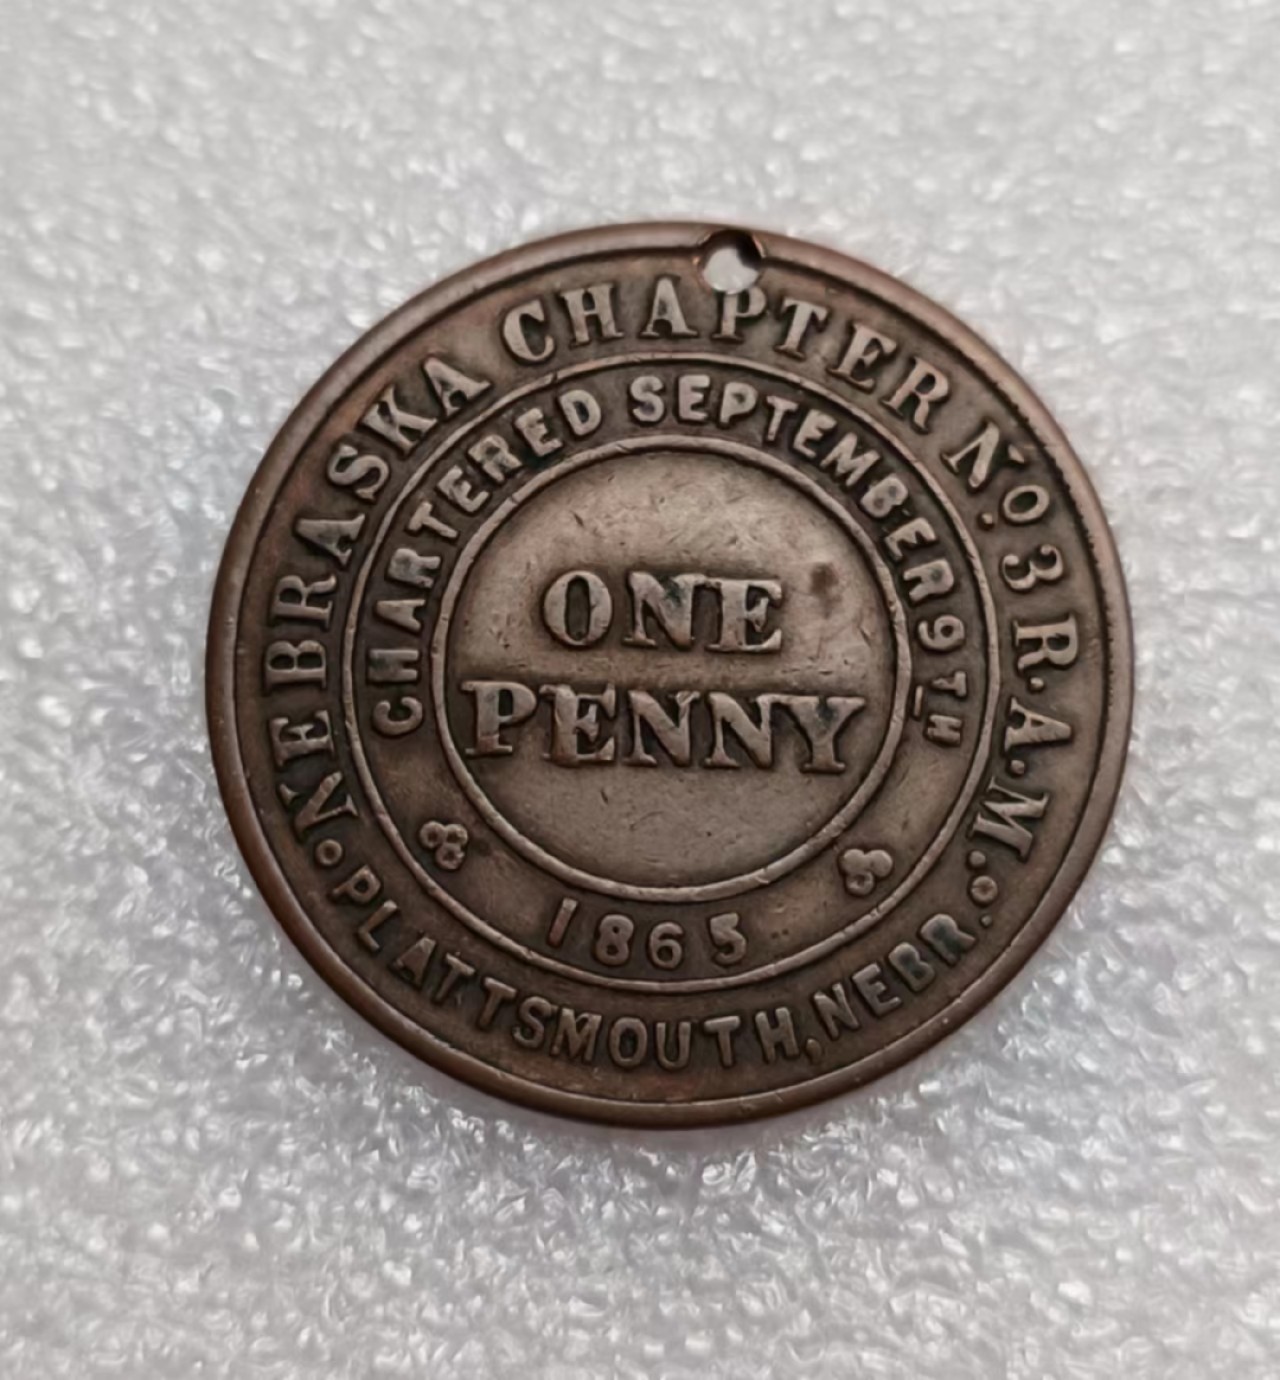 NEBRASKA CHAPTER No. 3 R.A.M.
CHARTERED SEPTEMBER 9TH
ONE
PENNY
1865
PLATTSMOUTH, NEBR.